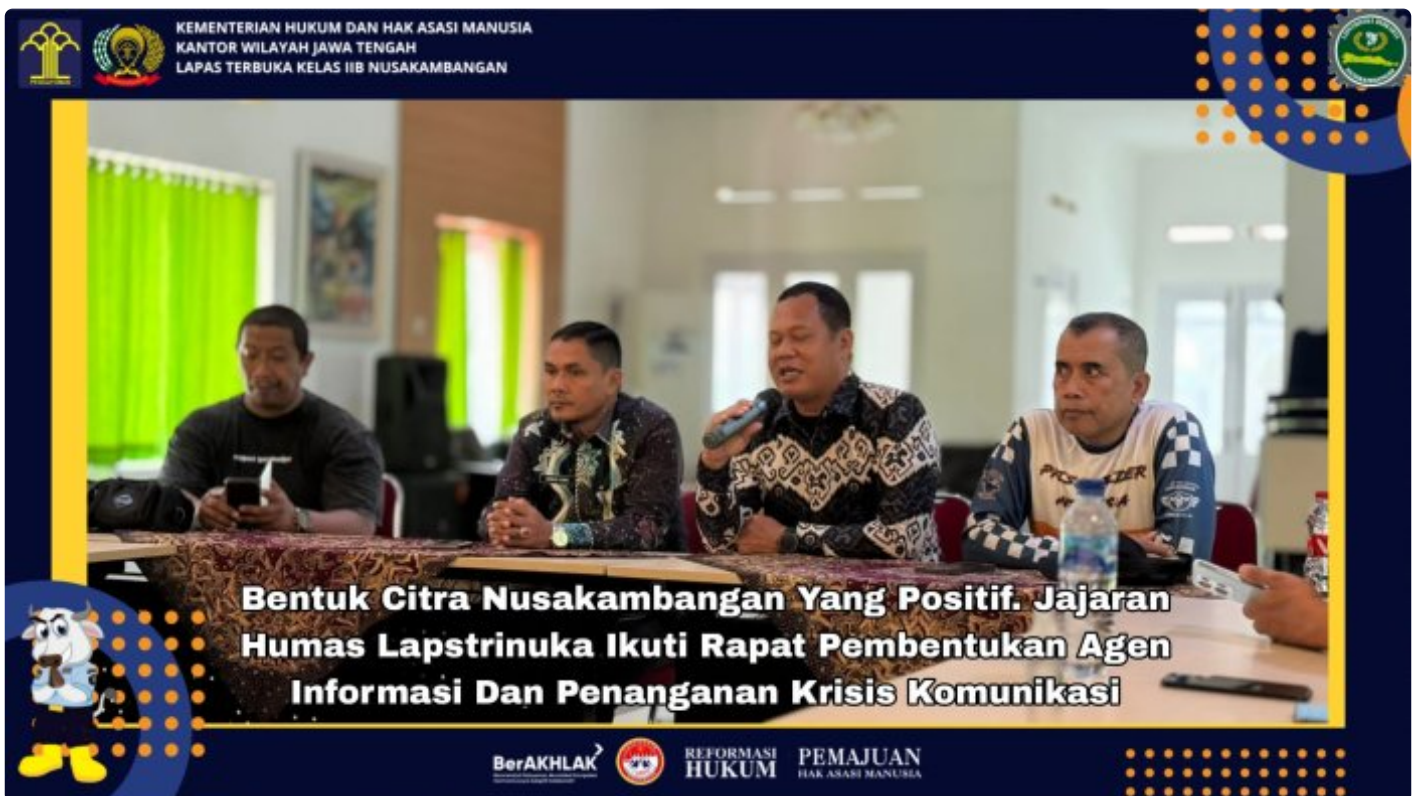 KEMENTERIAN HUKUM DAN HAK ASASI MANUSIA
KANTOR WILAYAH JAWA TENGAH
LAPAS TERBUKA KELAS IIB NUSAKAMBANGAN
Bentuk Citra Nusakambangan Yang Positif. Jajaran
Humas Lapstrinuka Ikuti Rapat Pembentukan Agen
Informasi Dan Penanganan Krisis Komunikasi
BerAKHLAK
REFORMASI
HUKUM
PEMAJUAN
HAK ASASI MANUSIA